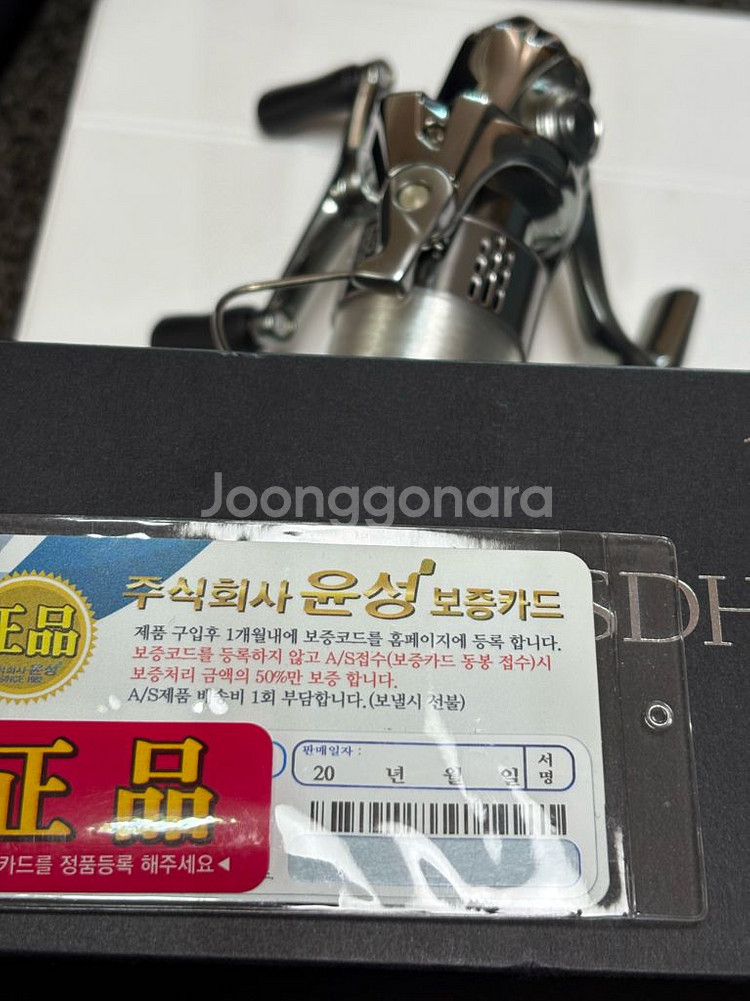 Joonggonara
SDH
주식회사 윤성 보증카드
제품 구입후 1개월내에 보증코드를 홈페이지에 등록 합니다.
보증코드를 등록하지 않고 A/S접수(보증카드 동봉 접수)시
보증처리 금액의 50%만 보증 합니다.
A/S제품 배송비 1회 부담합니다.(보낼시 선불)
正品
윤성
SINCE 1982
판매일자 :
20 년 월 일
서명
正品
카드를 정품등록 해주세요◀